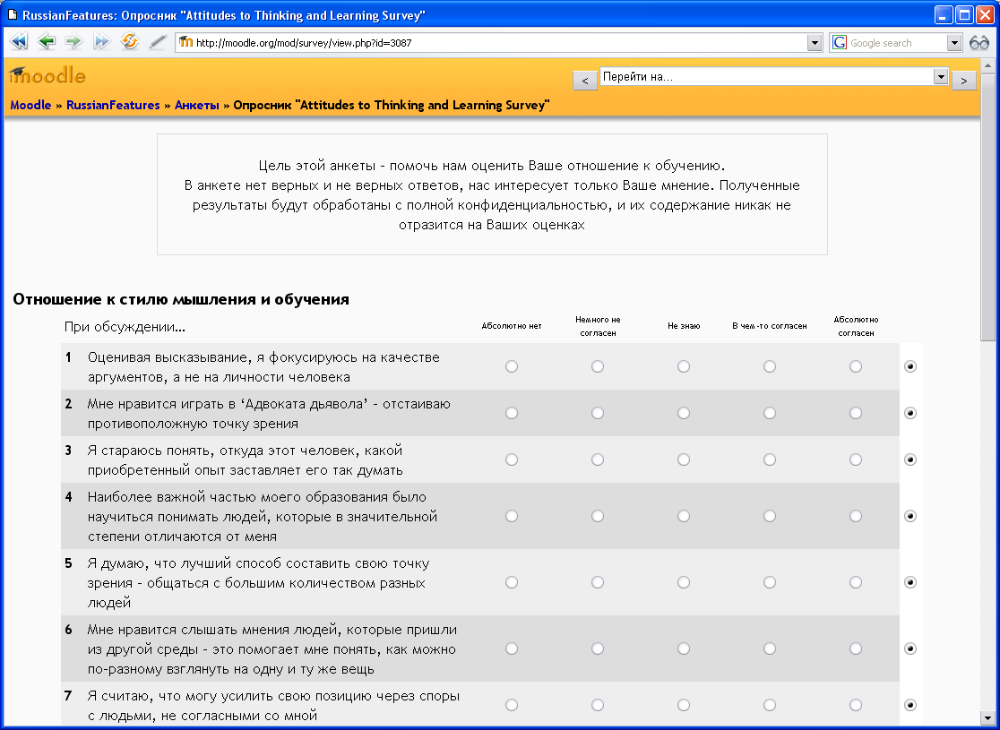 RussianFeatures: Опросник "Attitudes to Thinking and Learning Survey"
http://moodle.org/mod/survey/view.php?id=3087
G Google search
moodle
< Перейти на... >
Moodle » RussianFeatures » Анкеты » Опросник "Attitudes to Thinking and Learning Survey"
Цель этой анкеты - помочь нам оценить Ваше отношение к обучению.
В анкете нет верных и не верных ответов, нас интересует только Ваше мнение. Полученные
результаты будут обработаны с полной конфиденциальностью, и их содержание никак не
отразится на Ваших оценках
Отношение к стилю мышления и обучения
При обсуждении...
Абсолютно нет
Немного не
согласен
Не знаю
В чем -то согласен
Абсолютно
согласен
1 Оценивая высказывание, я фокусируюсь на качестве
аргументов, а не на личности человека
2 Мне нравится играть в ‘Адвоката дьявола’ - отстаиваю
противоположную точку зрения
3 Я стараюсь понять, откуда этот человек, какой
приобретенный опыт заставляет его так думать
4 Наиболее важной частью моего образования было
научиться понимать людей, которые в значительной
степени отличаются от меня
5 Я думаю, что лучший способ составить свою точку
зрения - общаться с большим количеством разных
людей
6 Мне нравится слышать мнения людей, которые пришли
из другой среды - это помогает мне понять, как можно
по-разному взглянуть на одну и ту же вещь
7 Я считаю, что могу усилить свою позицию через споры
с людьми, не согласными со мной